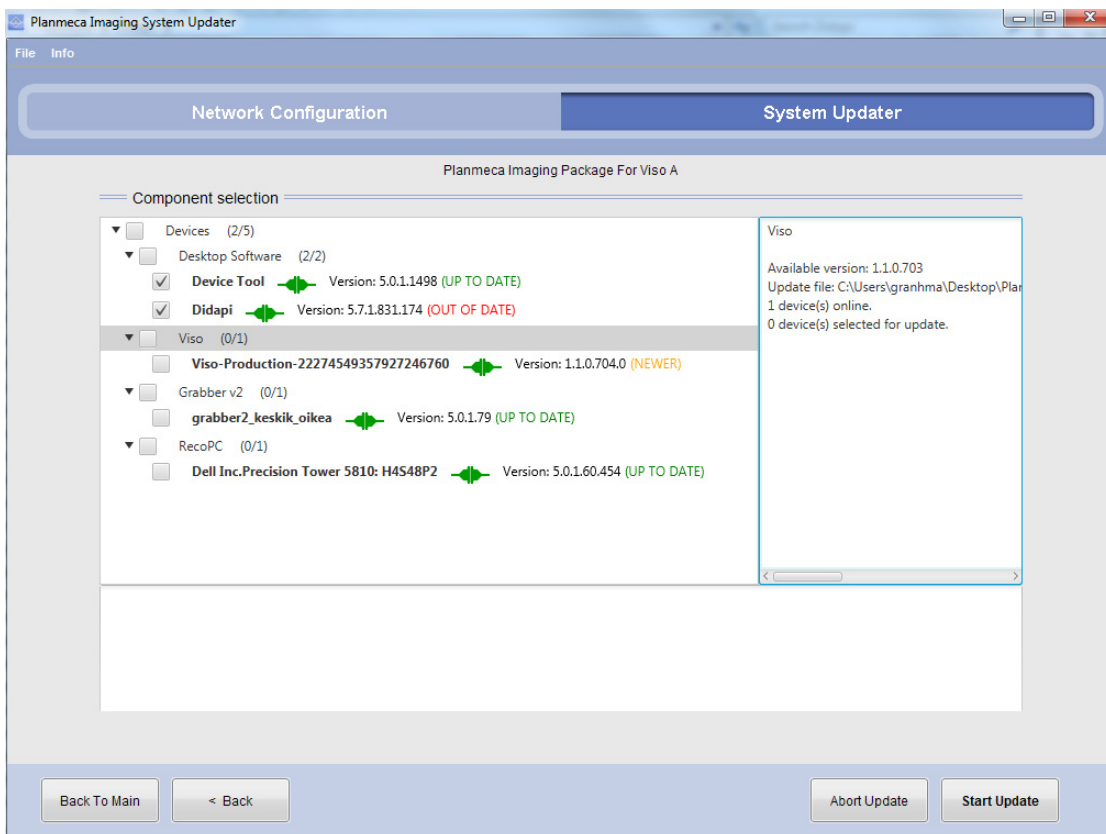 Planmeca Imaging System Updater
File Info
Network Configuration
System Updater
Planmeca Imaging Package For Viso A
Component selection
Devices (2/5)
Desktop Software (2/2)
Device Tool Version: 5.0.1.1498 (UP TO DATE)
Didapi Version: 5.7.1.831.174 (OUT OF DATE)
Viso (0/1)
Viso-Production-22274549357927246760 Version: 1.1.0.704.0 (NEWER)
Grabber v2 (0/1)
grabber2_keskik_oikea Version: 5.0.1.79 (UP TO DATE)
RecoPC (0/1)
Dell Inc.Precision Tower 5810: H4S48P2 Version: 5.0.1.60.454 (UP TO DATE)
Viso
Available version: 1.1.0.703
Update file: C:\Users\granhma\Desktop\Plar
1 device(s) online.
0 device(s) selected for update.
Back To Main
< Back
Abort Update
Start Update